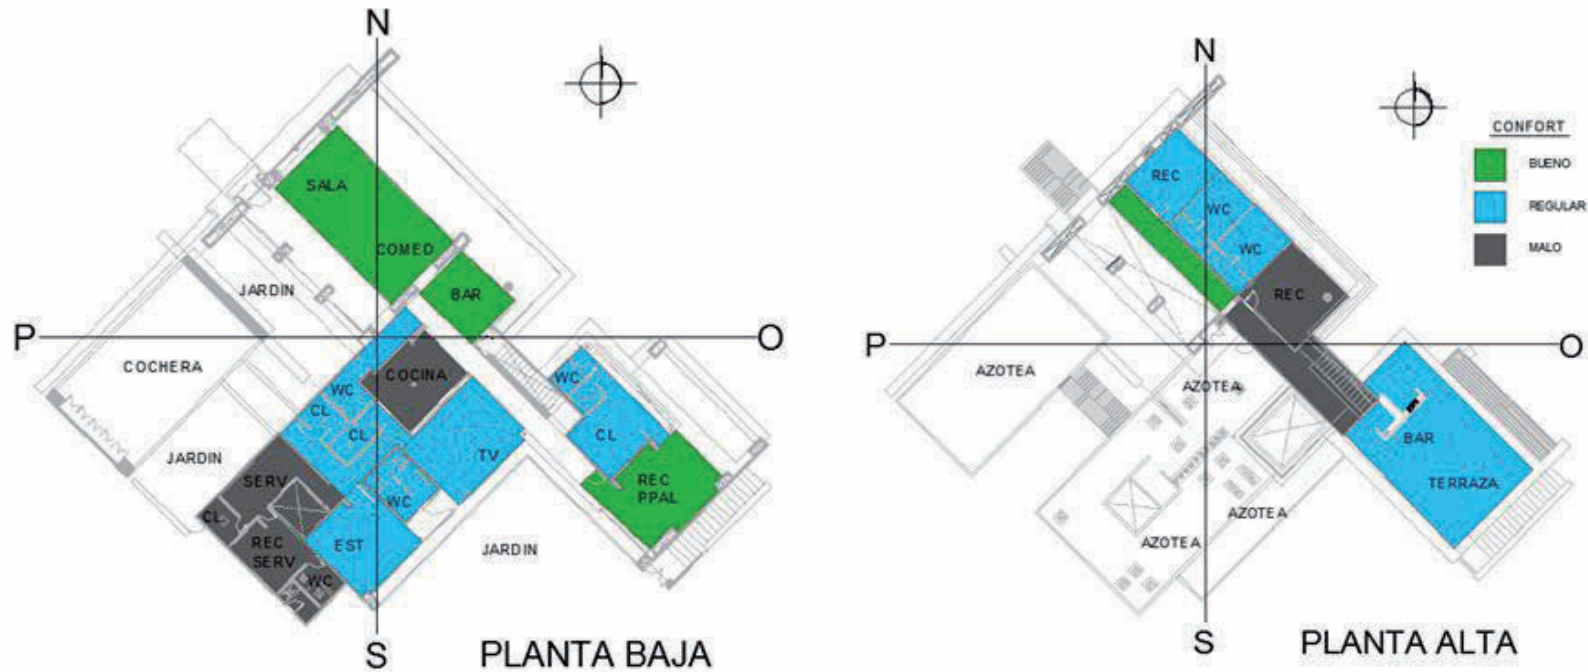 N
SALA
COMED
BAR
JARDIN
P
O
COCHERA
COCINA
WC
WC
CL
CL
CL
JARDIN
TV
SERV
REC
PPAL
WC
CL
EST
REC
SERV
JARDIN
WC
S
PLANTA BAJA
N
CONFORT
BUENO
REC
WC
REGULAR
WC
MALO
REC
P
O
AZOTEA
AZOTEA
BAR
TERRAZA
AZOTEA
AZOTEA
S
PLANTA ALTA